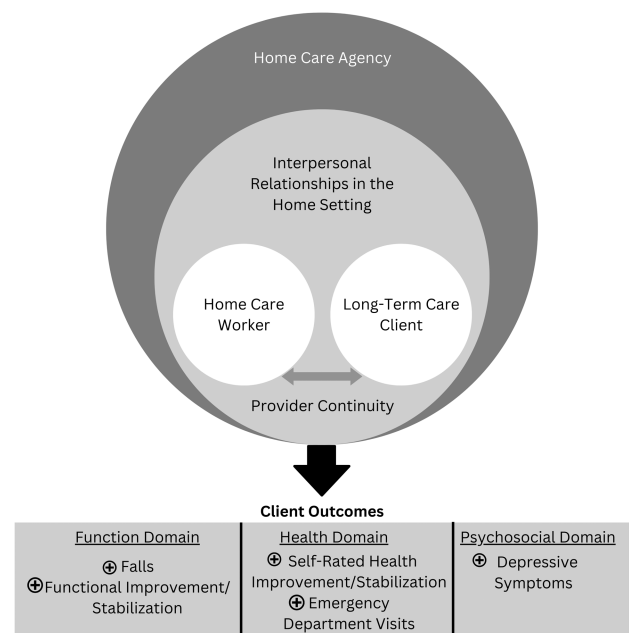 Home Care Agency
Interpersonal
Relationships in the
Home Setting
Home Care
Worker
Long-Term Care
Client
Provider Continuity
Client Outcomes
Function Domain
⊕ Falls
⊕Functional Improvement/
Stabilization
Health Domain
⊕ Self-Rated Health
Improvement/Stabilization
⊕ Emergency
Department Visits
Psychosocial Domain
⊕ Depressive
Symptoms